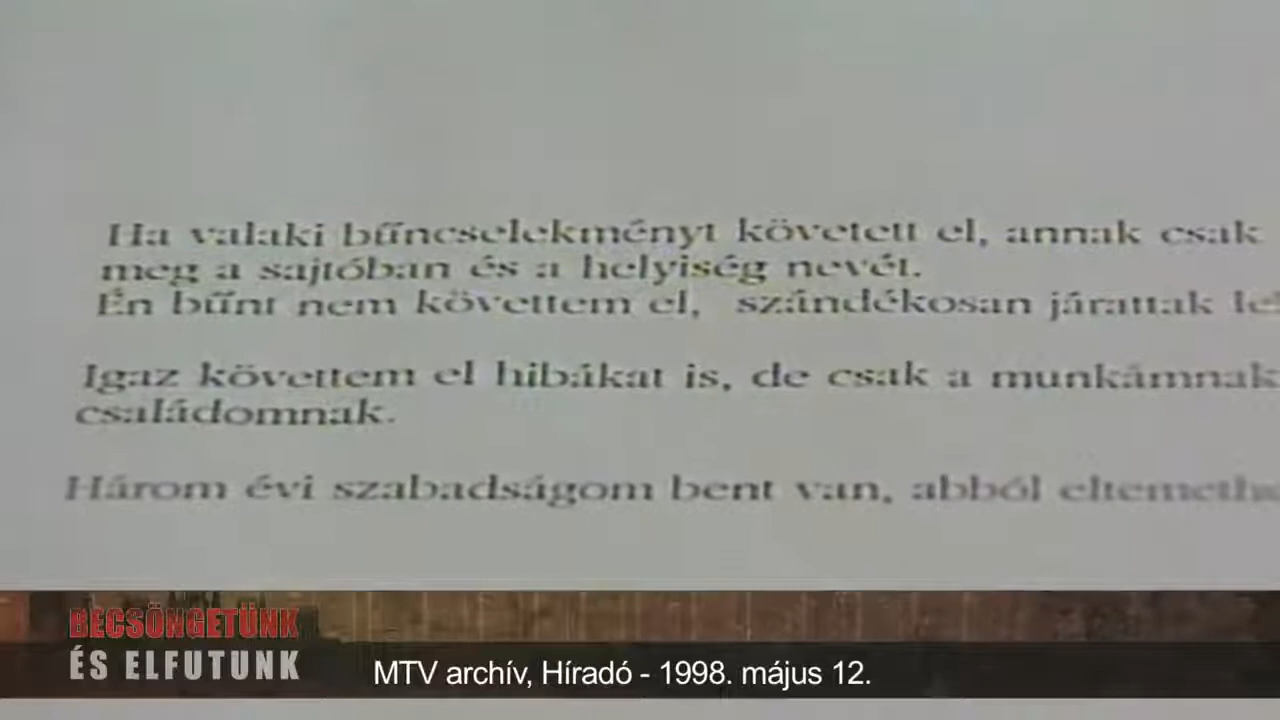 Ha valaki bűncselekményt követett el, annak csak
meg a sajtóban és a helyiség nevét.
Én bűnt nem követtem el, szándékosan járattak
Igaz követtem el hibákat is, de csak a munkámnak
családomnak.
Három évi szabadságom bent van, abból
BECSÖNGETÜNK
ÉS ELFUTUNK
MTV archív, Híradó - 1998. május 12.